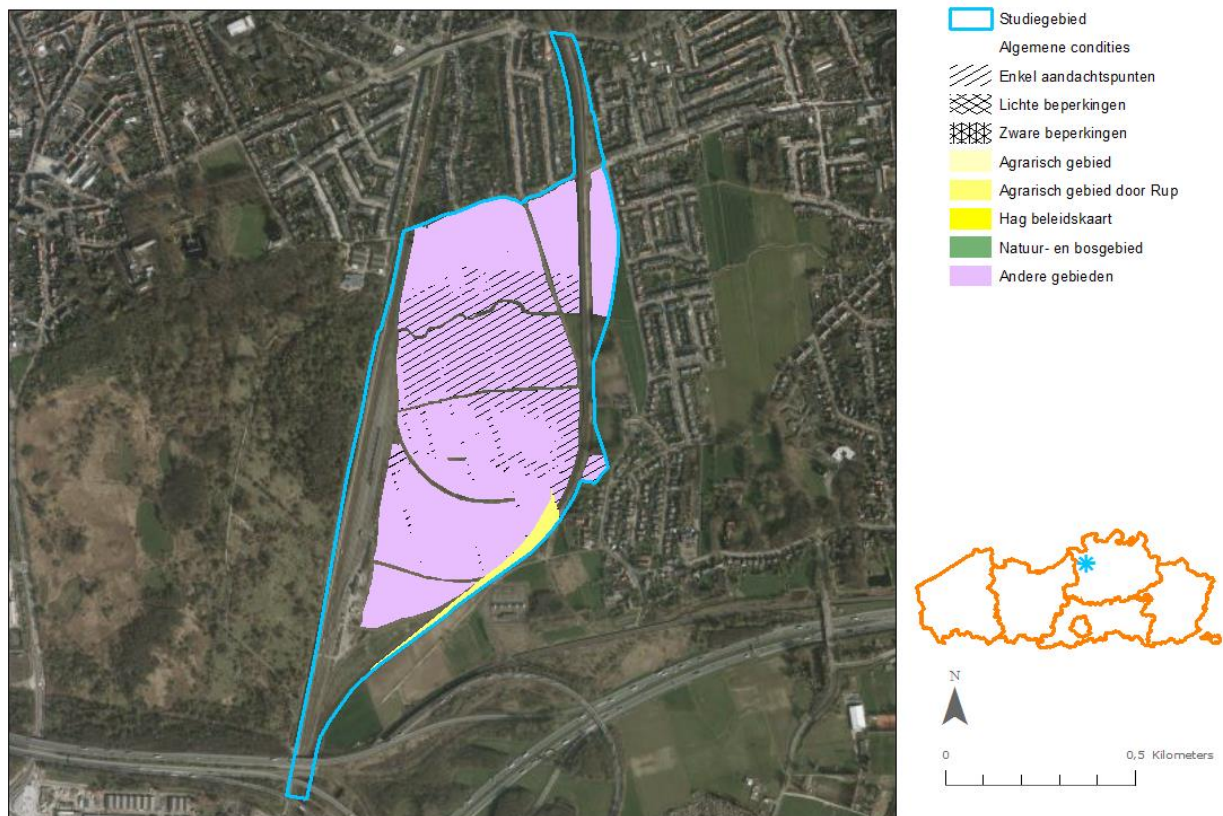 Studiegebied
Algemene condities
Enkel aandachtspunten
Lichte beperkingen
Zware beperkingen
Agrarisch gebied
Agrarisch gebied door Rup
Hag beleidskaart
Natuur- en bosgebied
Andere gebieden
N
0 0,5 Kilometers